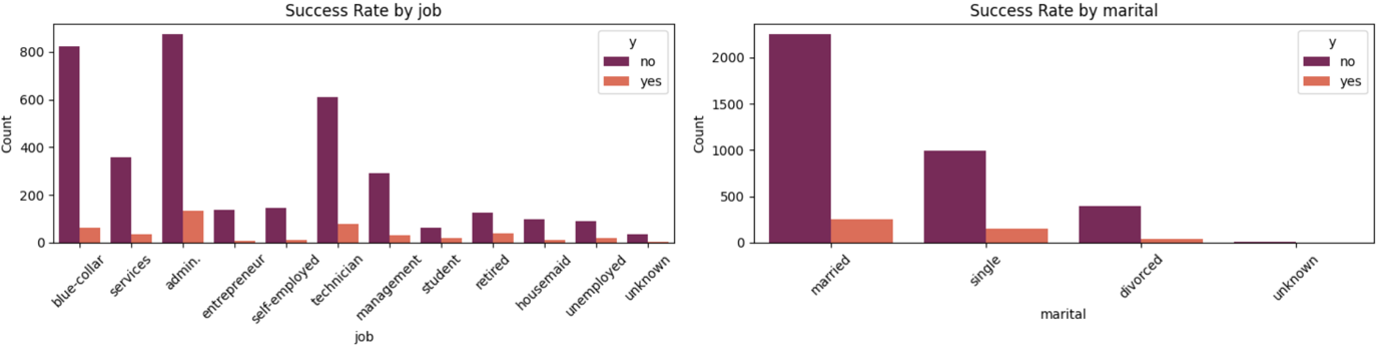 Success Rate by job
Count
800
600
400
200
0
y
no
yes
blue-collar
services
admin.
entrepreneur
self-employed
technician
management
student
retired
housemaid
unemployed
unknown
job
Success Rate by marital
Count
2000
1500
1000
500
0
y
no
yes
married
single
divorced
unknown
marital